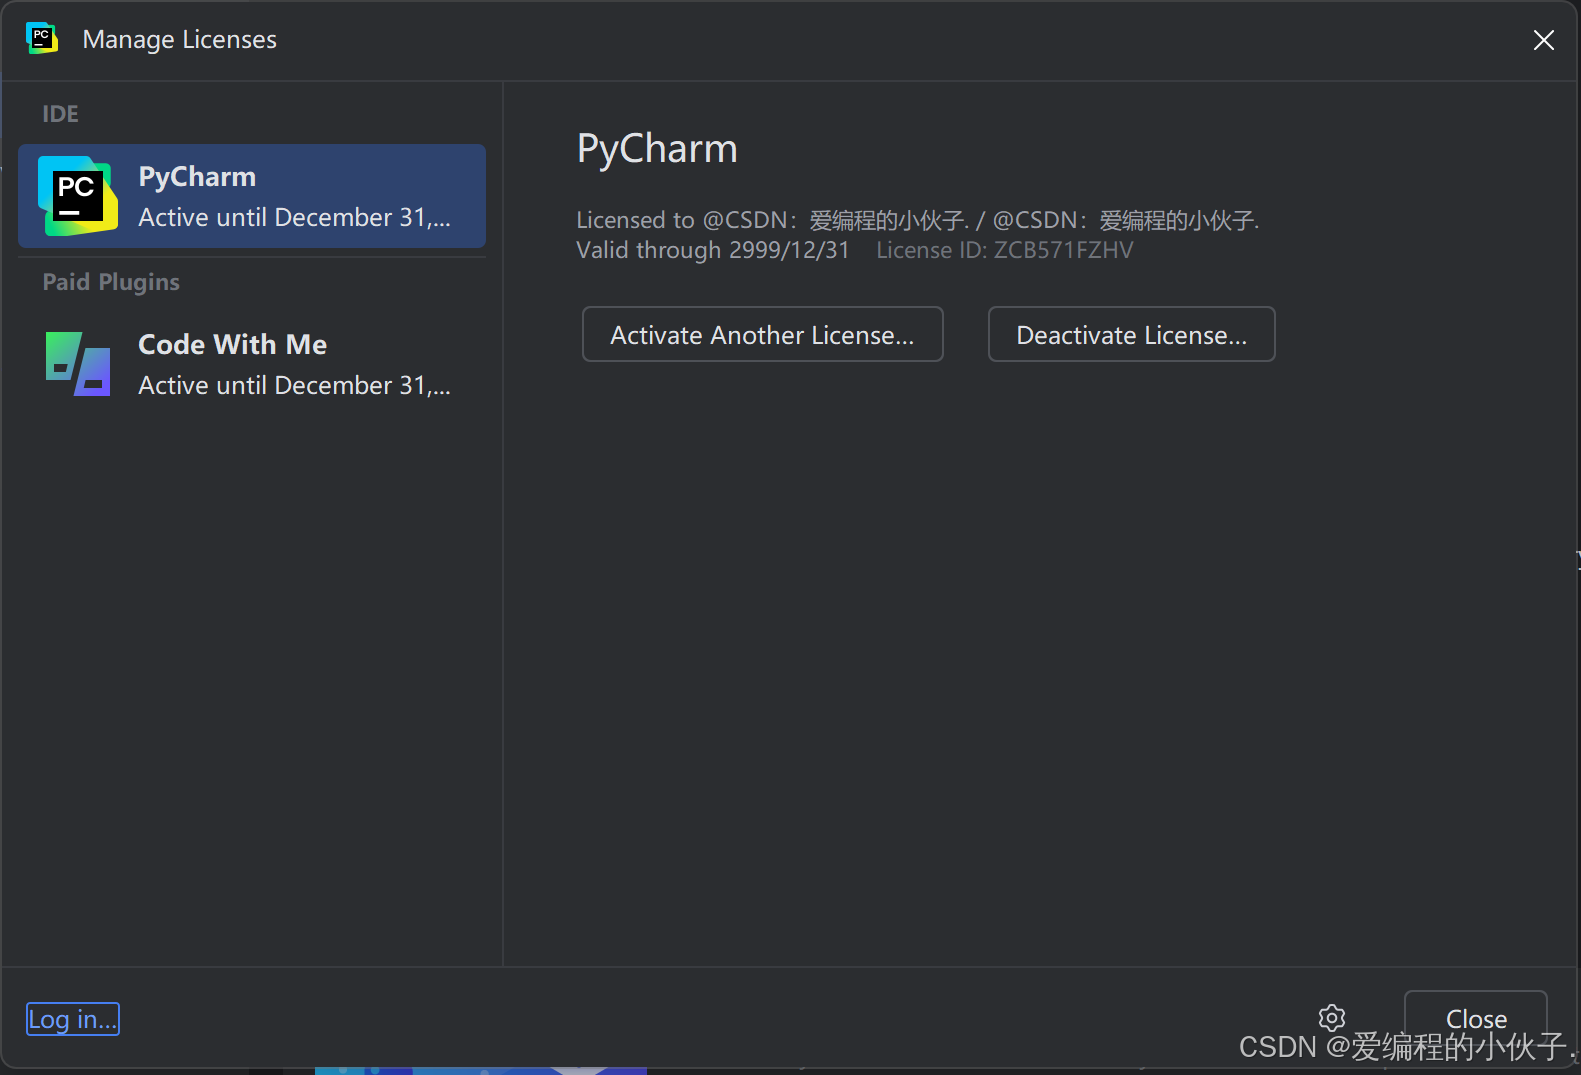 PC
Manage Licenses
IDE
PC
PyCharm
Active until December 31,...
Paid Plugins
Code With Me
Active until December 31,...
PyCharm
Licensed to @CSDN：爱编程的小伙子. / @CSDN：爱编程的小伙子.
Valid through 2999/12/31 License ID: ZCB571FZHV
Activate Another License...
Deactivate License...
Log in...
Close
CSDN @爱编程的小伙子.